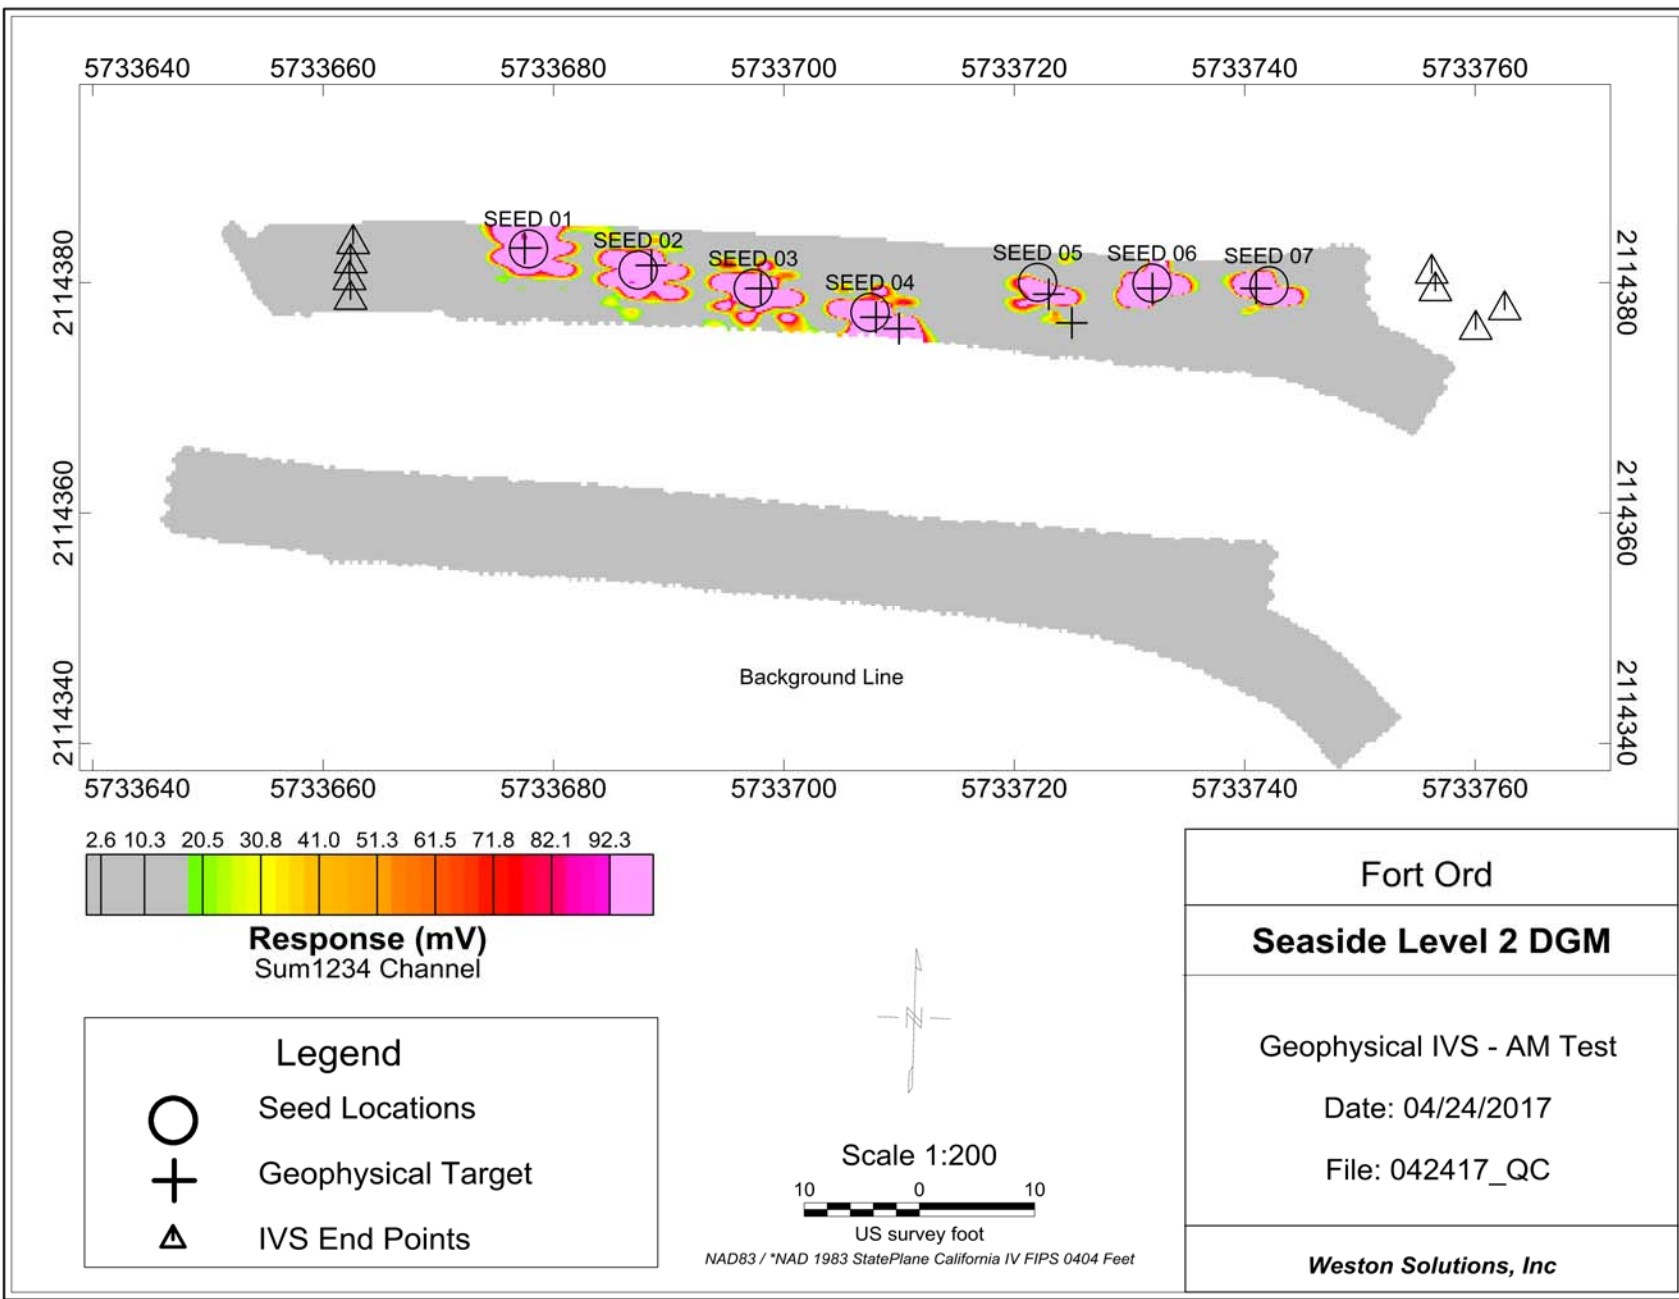 5733640 5733660 5733680 5733700 5733720 5733740 5733760
2114380
2114360
2114340
SEED 01
SEED 02
SEED 03
SEED 04
SEED 05
SEED 06
SEED 07
2114380
2114360
2114340
Background Line
5733640 5733660 5733680 5733700 5733720 5733740 5733760
2.6 10.3 20.5 30.8 41.0 51.3 61.5 71.8 82.1 92.3
Response (mV)
Sum1234 Channel
Legend
Seed Locations
Geophysical Target
IVS End Points
N
Scale 1:200
10 0 10
US survey foot
NAD83 / *NAD 1983 StatePlane California IV FIPS 0404 Feet
Fort Ord
Seaside Level 2 DGM
Geophysical IVS - AM Test
Date: 04/24/2017
File: 042417_QC
Weston Solutions, Inc